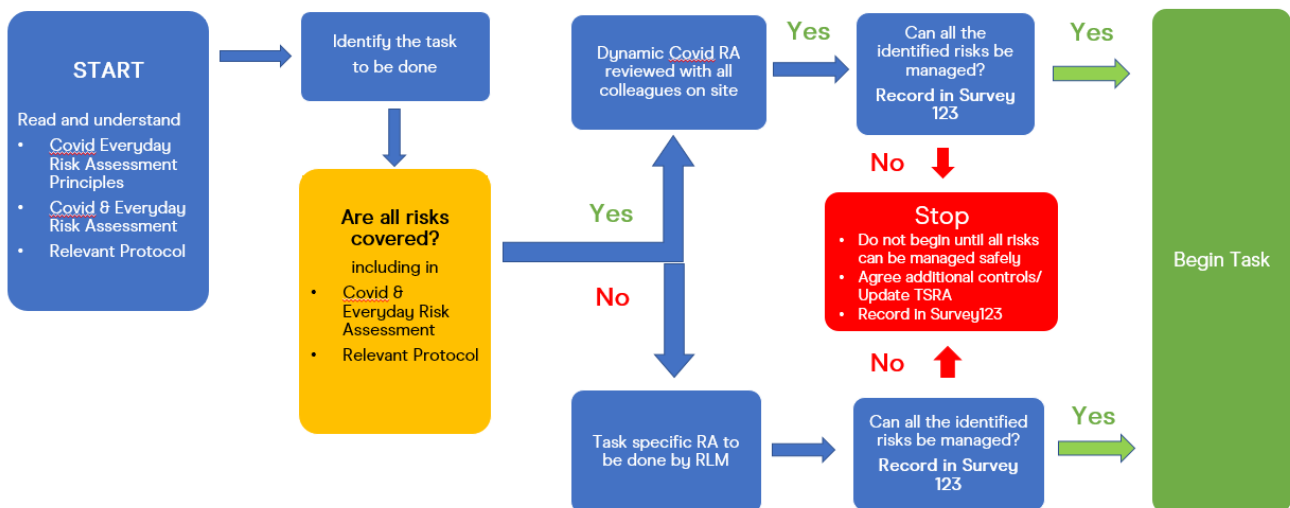 START
Read and understand
• Covid Everyday
Risk Assessment
Principles
• Covid & Everyday
Risk Assessment
• Relevant Protocol
Identify the task
to be done
Are all risks
covered?
including in
• Covid &
Everyday Risk
Assessment
• Relevant Protocol
Yes
No
Dynamic Covid RA
reviewed with all
colleagues on site
Yes
Can all the
identified risks be
managed?
Record in Survey
123
Yes
No
Stop
• Do not begin until all risks
can be managed safely
• Agree additional controls/
Update TSRA
• Record in Survey123
No
Task specific RA to
be done by RLM
Can all the identified
risks be managed?
Record in Survey
123
Yes
Begin Task